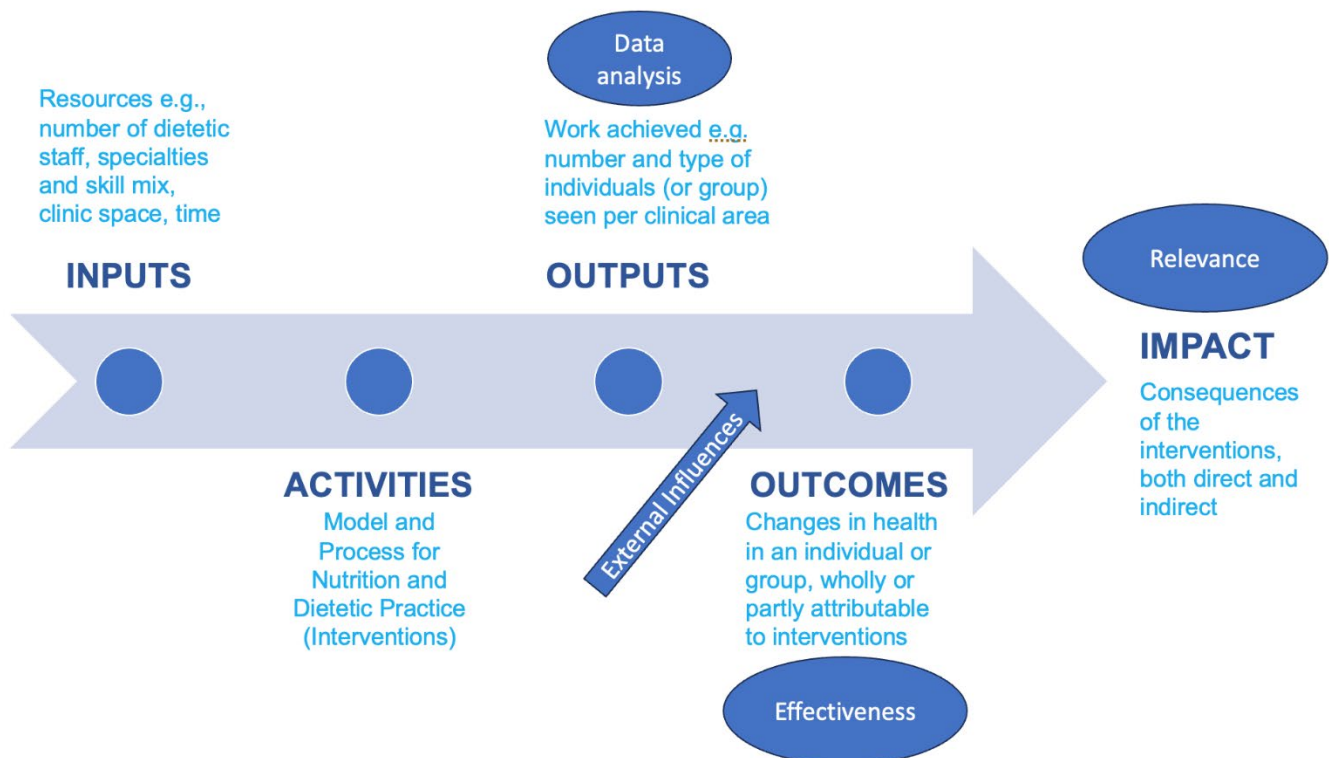 Resources e.g.,
number of dietetic
staff, specialties
and skill mix,
clinic space, time
INPUTS
ACTIVITIES
Model and
Process for
Nutrition and
Dietetic Practice
(Interventions)
Data
analysis
Work achieved e.g.
number and type of
individuals (or group)
seen per clinical area
OUTPUTS
External Influences
OUTCOMES
Changes in health
in an individual or
group, wholly or
partly attributable
to interventions
Effectiveness
Relevance
IMPACT
Consequences
of the
interventions,
both direct and
indirect